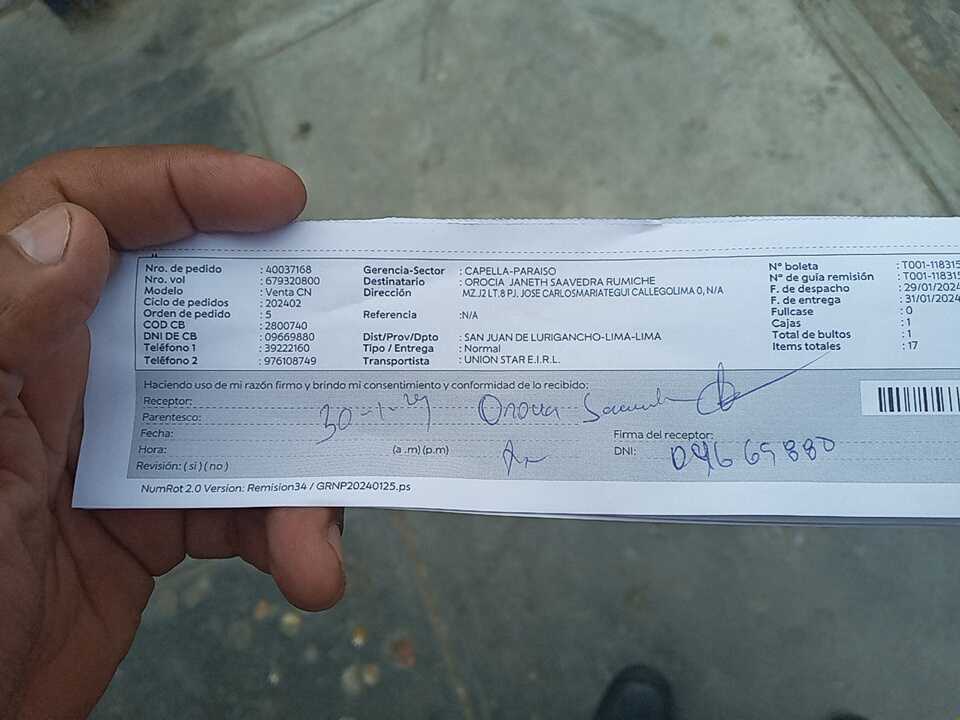 Nro. de pedido : 40037168 Gerencia-Sector : CAPELLA-PARAISO N° boleta : T001-118315
Nro. vol : 679320800 Destinatario : OROCIA JANETH SAAVEDRA RUMICHE N° de guía remisión : T001-118315
Modelo : Venta CN Dirección MZ.J2 LT.8 PJ. JOSE CARLOSMARIATEGUI CALLEGOLIMA 0, N/A F. de despacho : 29/01/2024
Ciclo de pedidos : 202402 F. de entrega : 31/01/2024
Orden de pedido : 5 Referencia :N/A Fullcase : 0
COD CB : 2800740 Cajas : 1
DNI DE CB : 09669880 Dist/Prov/Dpto : SAN JUAN DE LURIGANCHO-LIMA-LIMA Total de bultos : 1
Teléfono 1 : 39222160 Tipo / Entrega : Normal Items totales : 17
Teléfono 2 : 976108749 Transportista : UNION STAR E.I.R.L.
Haciendo uso de mi razón firmo y brindo mi consentimiento y conformidad de lo recibido:
Receptor:
Parentesco: 30-1-24
Fecha: Firma del receptor:
Hora: (a .m) (p.m) DNI:
Revisión: ( si ) ( no )
NumRot 2.0 Version: Remision34 / GRNP20240125.ps